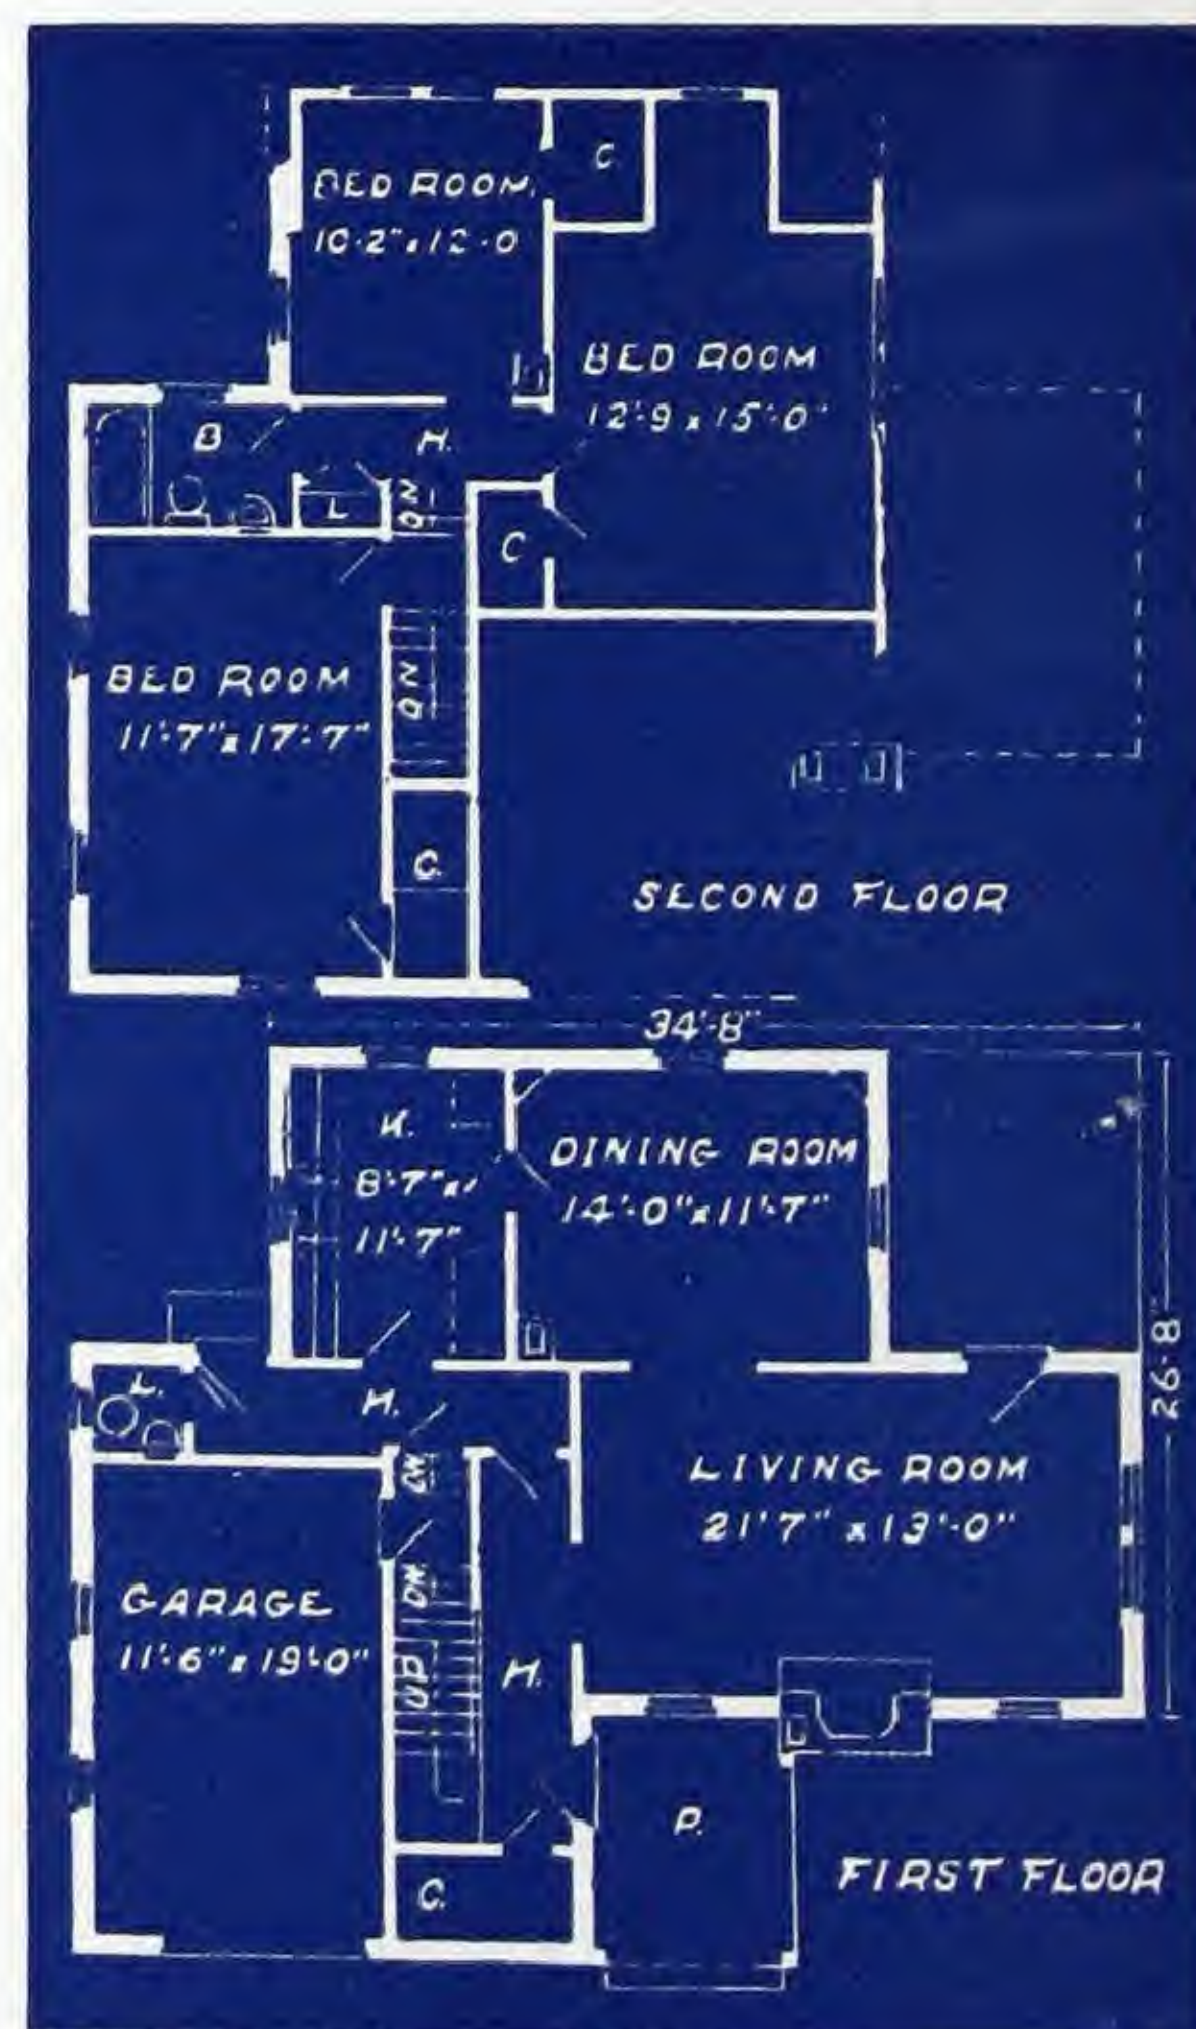 C.
BED ROOM.
10'-2" x 12'-0
BED ROOM
12'-9 x 15'-0"
B
H.
L
DN
C
BED ROOM
11'-7" x 17'-7"
DN
C.
SECOND FLOOR
34'-8"
K.
8'-7" x
11'-7"
DINING ROOM
14'-0" x 11'-7"
26'-8"
L.
H.
DN
LIVING ROOM
21'7" x 13'-0"
GARAGE
11'-6" x 19'-0"
DN
UP
H.
P.
C.
FIRST FLOOR